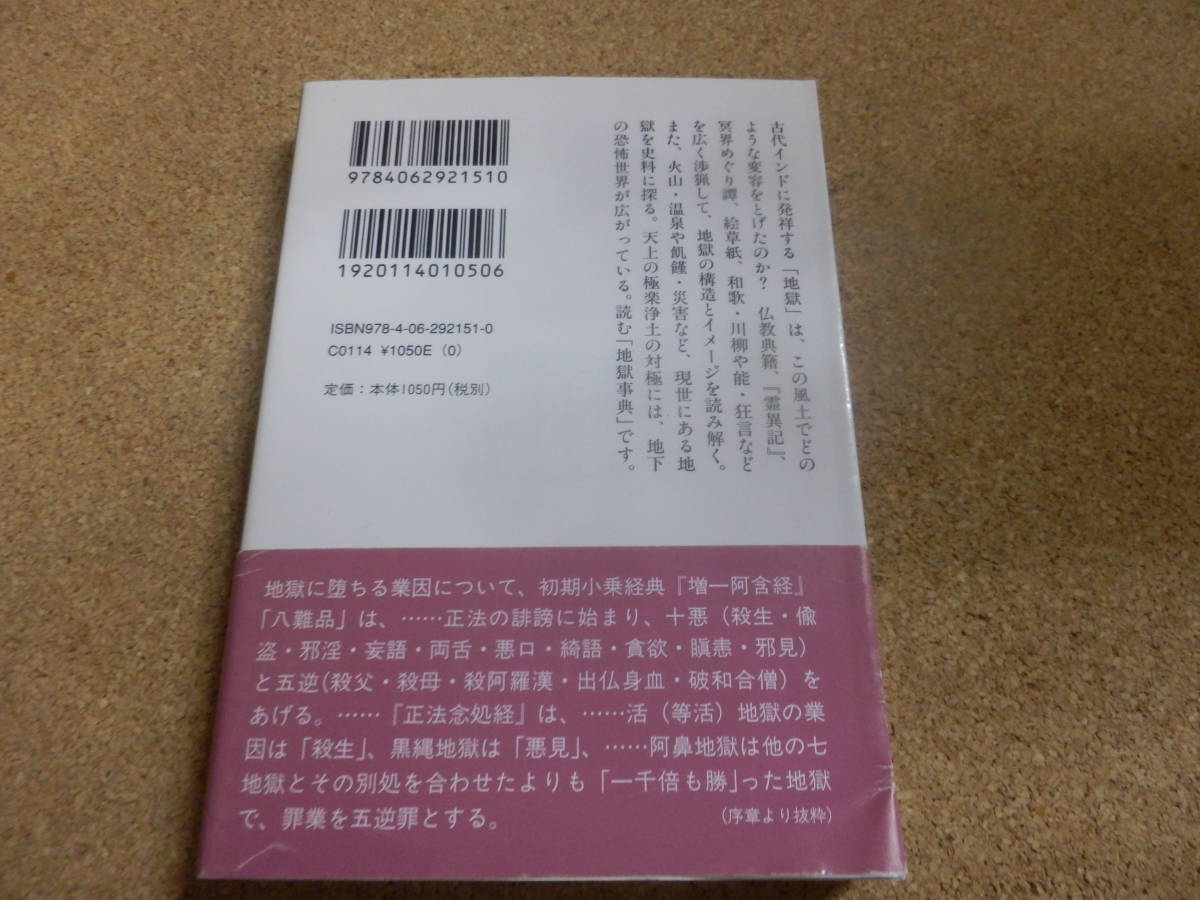 9784062921510
1920114010506
ISBN978-4-06-292151-0
C0114 ¥1050E (0)
定価：本体1050円(税別)
古代インドに発祥する「地獄」は、この風土でどの
ような変容をとげたのか？ 仏教典籍、『霊異記』、
冥界めぐり譚、絵草紙、和歌・川柳や能・狂言など
を広く渉猟して、地獄の構造とイメージを読み解く。
また、火山・温泉や飢饉・災害など、現世にある地
獄を史料に探る。天上の極楽浄土の対極には、地下
の恐怖世界が広がっている。読む「地獄事典」です。
地獄に堕ちる業因について、初期小乗経典『増一阿含経』
「八難品」は、……正法の誹謗に始まり、十悪（殺生・偸
盗・邪淫・妄語・両舌・悪口・綺語・貪欲・瞋恚・邪見）
と五逆(殺父・殺母・殺阿羅漢・出仏身血・破和合僧）を
あげる。……『正法念処経』は、……活（等活）地獄の業
因は「殺生」、黒縄地獄は「悪見」、……阿鼻地獄は他の七
地獄とその別処を合わせたよりも「一千倍も勝」った地獄
で、罪業を五逆罪とする。
（序章より抜粋）